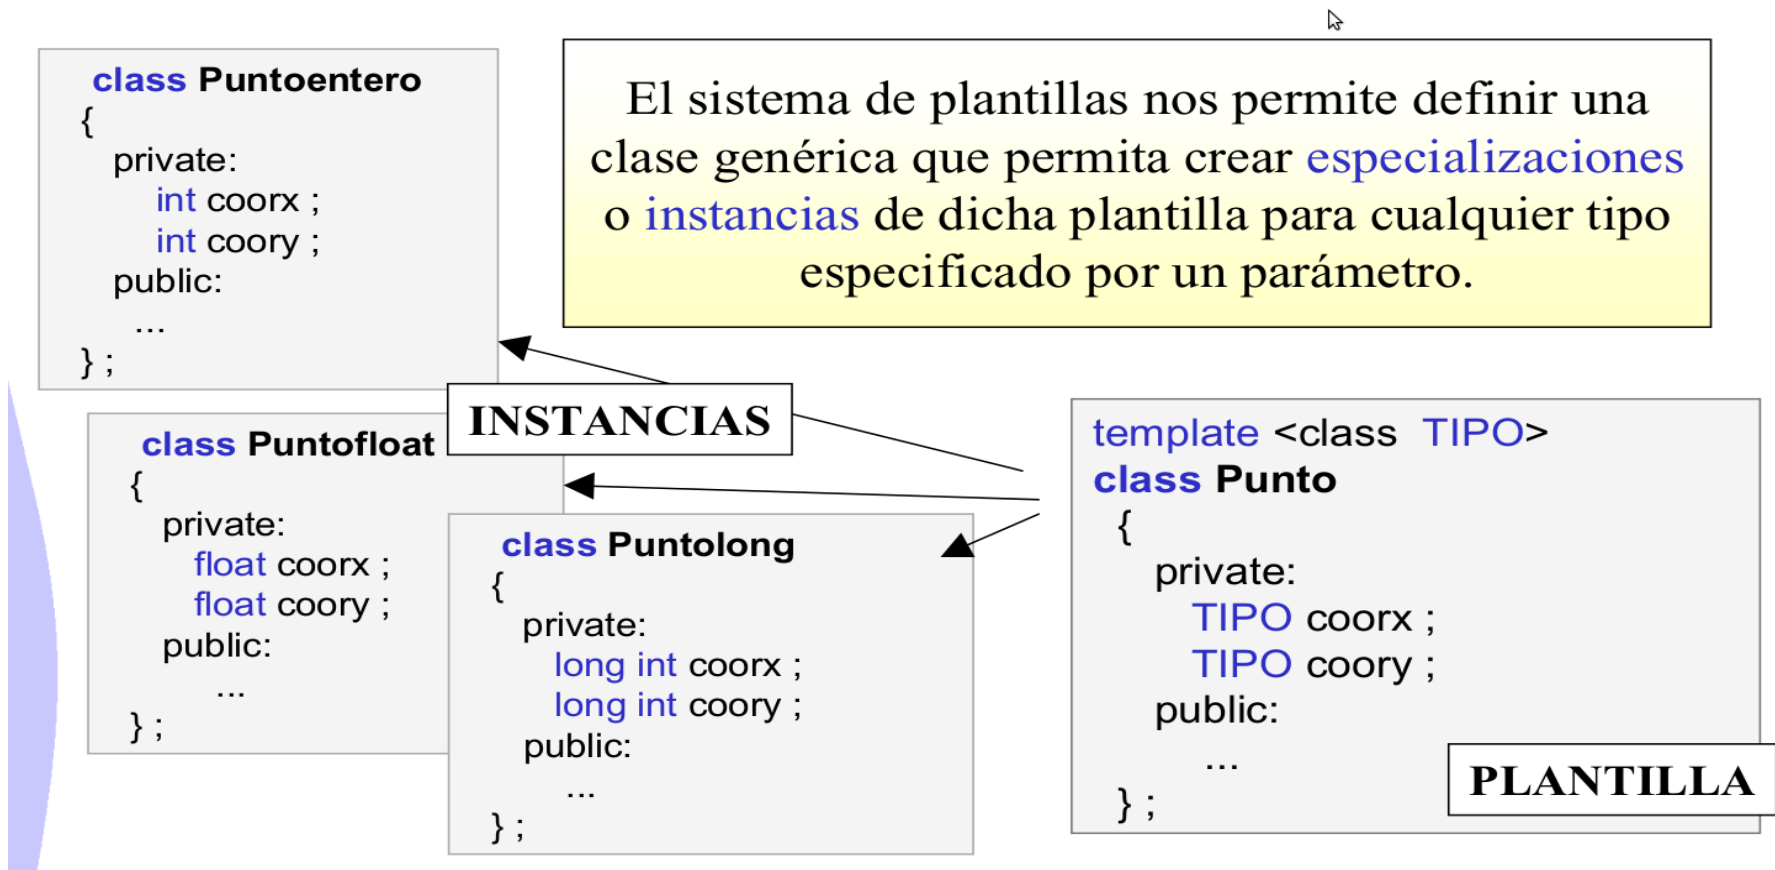 class Puntoentero
{
private:
int coorx ;
int coory ;
public:
...
} ;
El sistema de plantillas nos permite definir una
clase genérica que permita crear especializaciones
o instancias de dicha plantilla para cualquier tipo
especificado por un parámetro.
INSTANCIAS
class Puntofloat
{
private:
float coorx ;
float coory ;
public:
...
} ;
class Puntolong
{
private:
long int coorx ;
long int coory ;
public:
...
} ;
template <class TIPO>
class Punto
{
private:
TIPO coorx ;
TIPO coory ;
public:
...
} ;
PLANTILLA